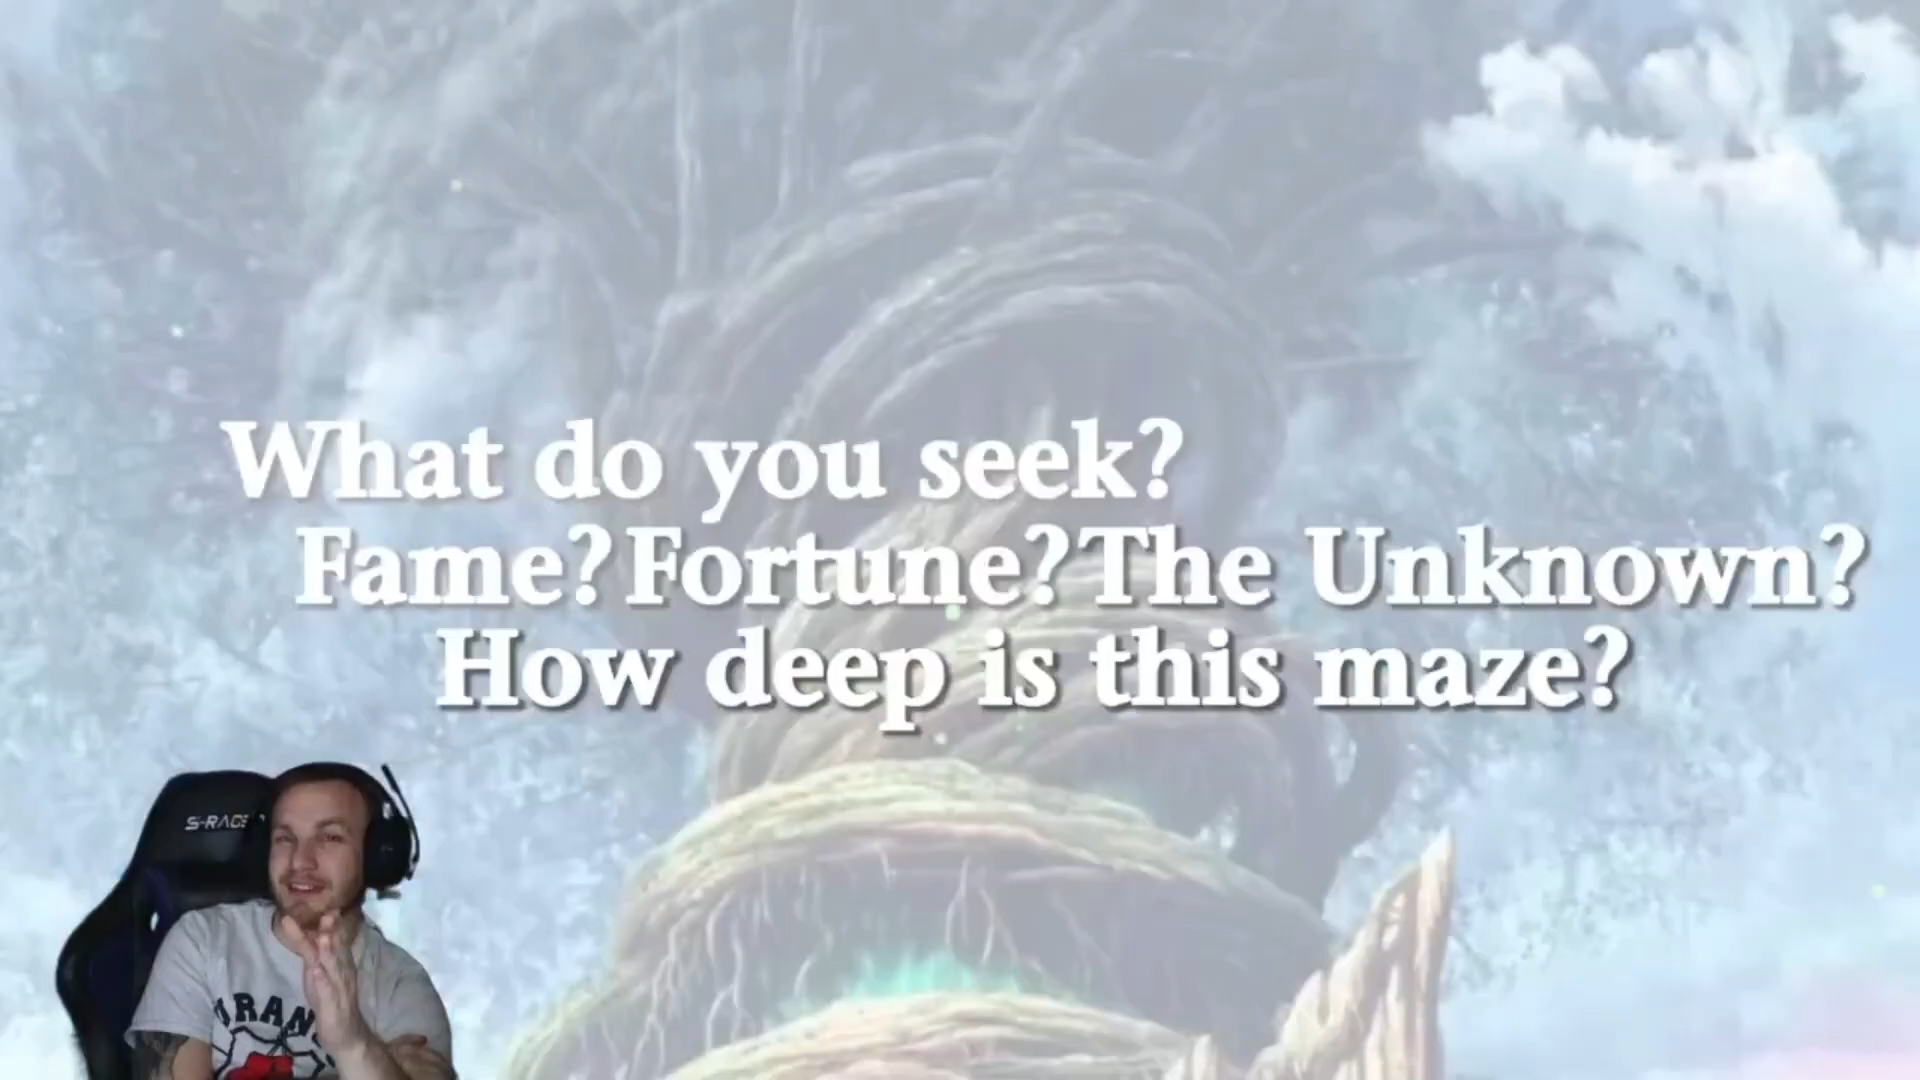 What do you seek?
Fame? Fortune? The Unknown?
How deep is this maze?